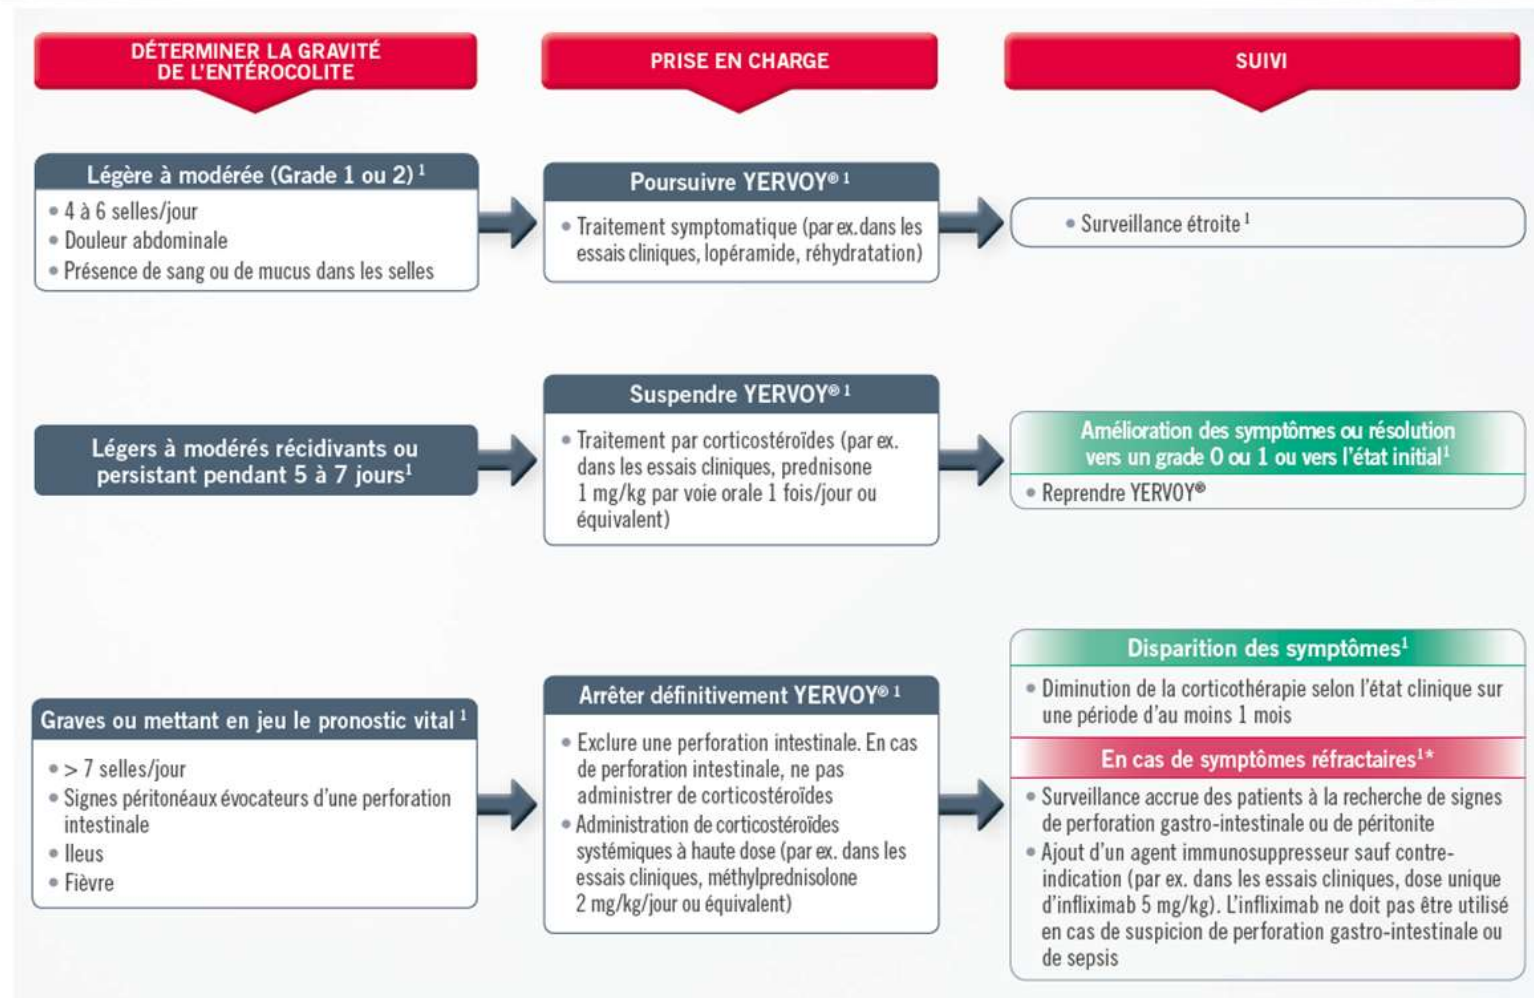 DÉTERMINER LA GRAVITÉ
DE L'ENTÉROCOLITE
PRISE EN CHARGE
SUIVI
Légère à modérée (Grade 1 ou 2) 1
• 4 à 6 selles/jour
• Douleur abdominale
• Présence de sang ou de mucus dans les selles
Poursuivre YERVOY® 1
• Traitement symptomatique (par ex. dans les
essais cliniques, lopéramide, réhydratation)
• Surveillance étroite 1
Légers à modérés récidivants ou
persistant pendant 5 à 7 jours1
Suspendre YERVOY® 1
• Traitement par corticostéroïdes (par ex.
dans les essais cliniques, prednisone
1 mg/kg par voie orale 1 fois/jour ou
équivalent)
Amélioration des symptômes ou résolution
vers un grade 0 ou 1 ou vers l'état initial1
• Reprendre YERVOY®
Graves ou mettant en jeu le pronostic vital 1
• > 7 selles/jour
• Signes péritonéaux évocateurs d'une perforation
intestinale
• Ileus
• Fièvre
Arrêter définitivement YERVOY® 1
• Exclure une perforation intestinale. En cas
de perforation intestinale, ne pas
administrer de corticostéroïdes
• Administration de corticostéroïdes
systémiques à haute dose (par ex. dans les
essais cliniques, méthylprednisolone
2 mg/kg/jour ou équivalent)
Disparition des symptômes1
• Diminution de la corticothérapie selon l'état clinique sur
une période d'au moins 1 mois
En cas de symptômes réfractaires1*
• Surveillance accrue des patients à la recherche de signes
de perforation gastro-intestinale ou de péritonite
• Ajout d'un agent immunosuppresseur sauf contre-
indication (par ex. dans les essais cliniques, dose unique
d'infliximab 5 mg/kg). L'infliximab ne doit pas être utilisé
en cas de suspicion de perforation gastro-intestinale ou
de sepsis